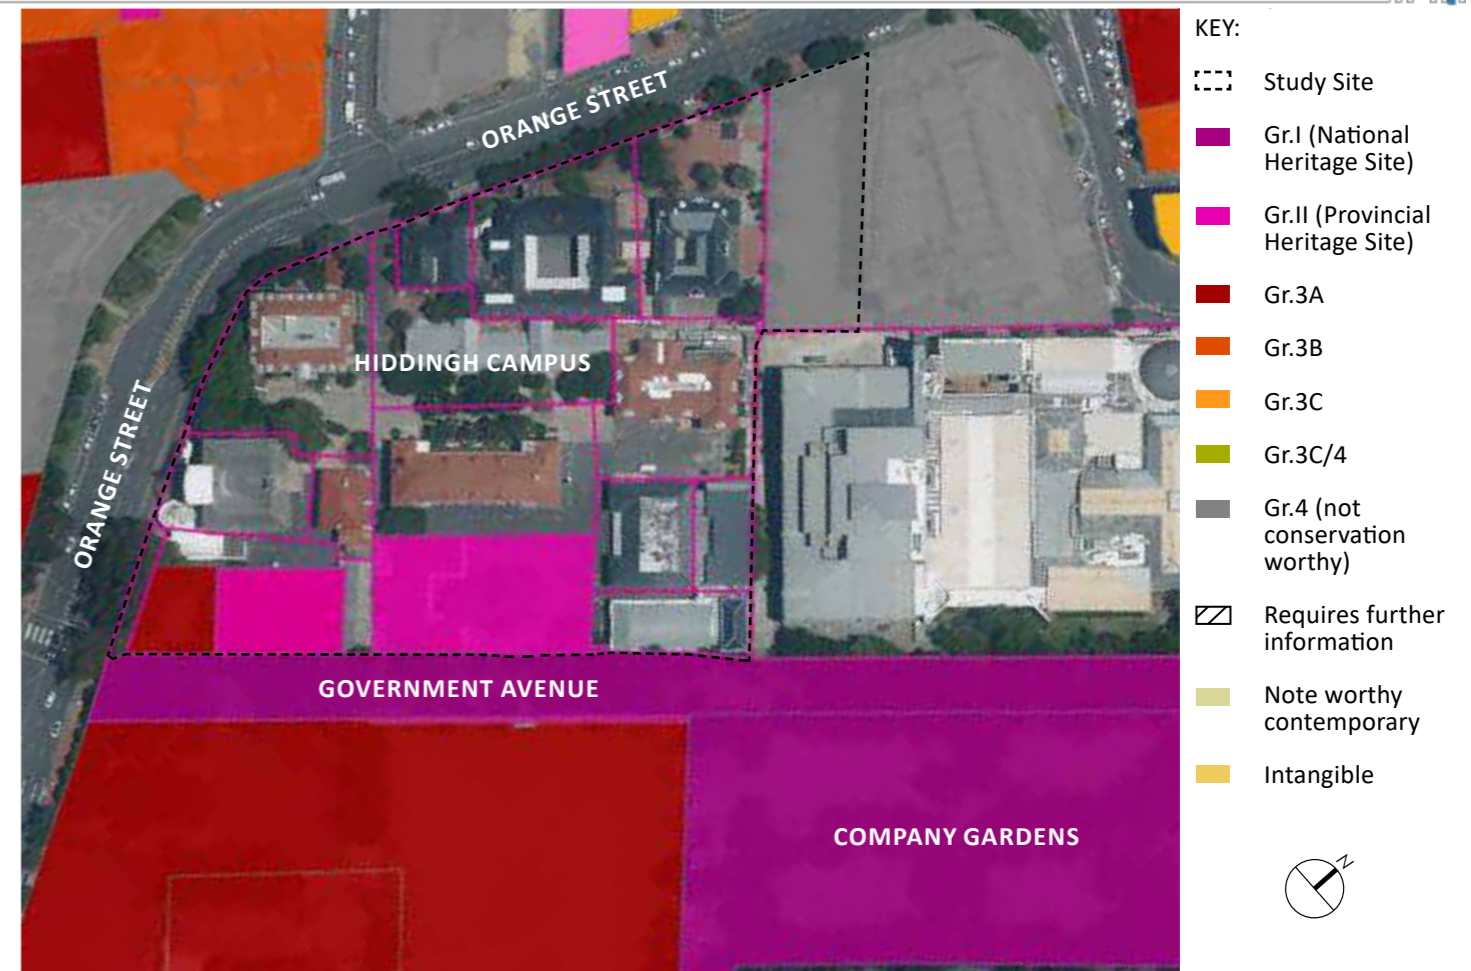 ORANGE STREET
HIDDINGH CAMPUS
ORANGE STREET
GOVERNMENT AVENUE
COMPANY GARDENS
KEY:
Study Site
Gr.I (National
Heritage Site)
Gr.II (Provincial
Heritage Site)
Gr.3A
Gr.3B
Gr.3C
Gr.3C/4
Gr.4 (not
conservation
worthy)
Requires further
information
Note worthy
contemporary
Intangible
N